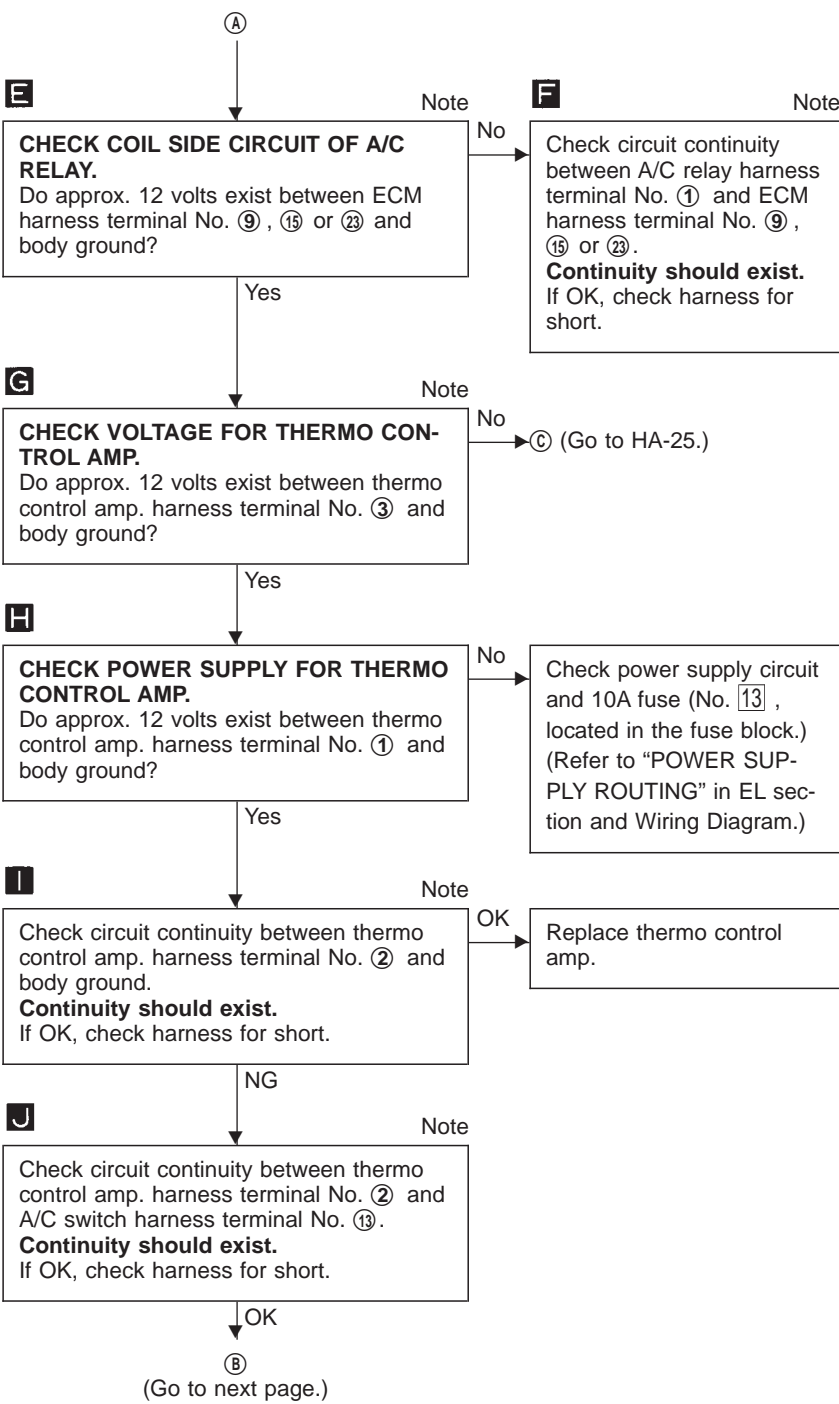 Ⓐ
E
Note
CHECK COIL SIDE CIRCUIT OF A/C
RELAY.
Do approx. 12 volts exist between ECM
harness terminal No. ⑨ , ⑮ or ㉓ and
body ground?
No
F
Note
Check circuit continuity
between A/C relay harness
terminal No. ① and ECM
harness terminal No. ⑨ ,
⑮ or ㉓.
Continuity should exist.
If OK, check harness for
short.
Yes
G
Note
CHECK VOLTAGE FOR THERMO CON-
TROL AMP.
Do approx. 12 volts exist between thermo
control amp. harness terminal No. ③ and
body ground?
No
Ⓒ (Go to HA-25.)
Yes
H
CHECK POWER SUPPLY FOR THERMO
CONTROL AMP.
Do approx. 12 volts exist between thermo
control amp. harness terminal No. ① and
body ground?
No
Check power supply circuit
and 10A fuse (No. 13 ,
located in the fuse block.)
(Refer to “POWER SUP-
PLY ROUTING” in EL sec-
tion and Wiring Diagram.)
Yes
I
Note
Check circuit continuity between thermo
control amp. harness terminal No. ② and
body ground.
Continuity should exist.
If OK, check harness for short.
OK
Replace thermo control
amp.
NG
J
Note
Check circuit continuity between thermo
control amp. harness terminal No. ② and
A/C switch harness terminal No. ⑬.
Continuity should exist.
If OK, check harness for short.
OK
Ⓑ
(Go to next page.)